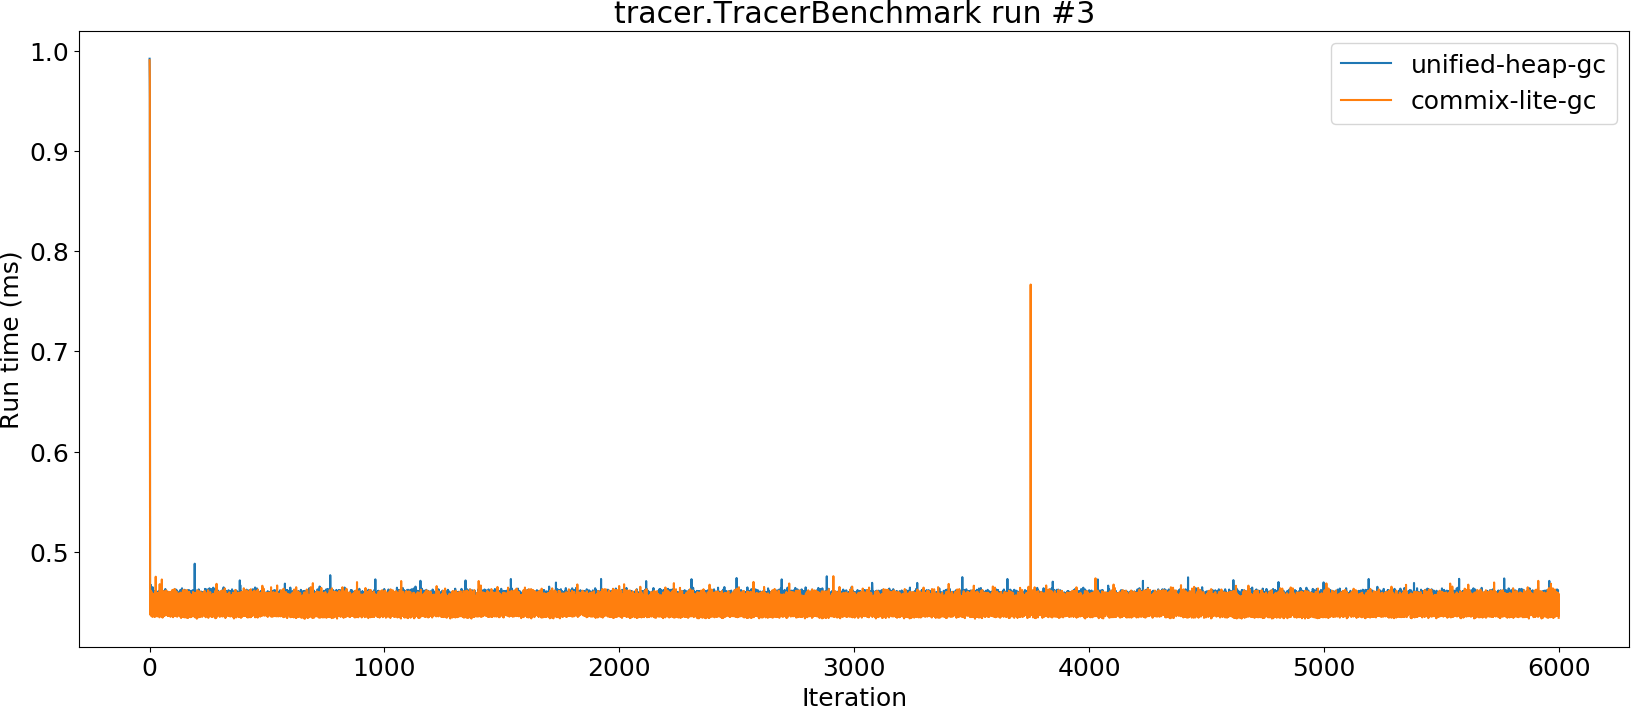 tracer.TracerBenchmark run #3
unified-heap-gc
commix-lite-gc
Run time (ms)
1.0
0.9
0.8
0.7
0.6
0.5
0 1000 2000 3000 4000 5000 6000
Iteration